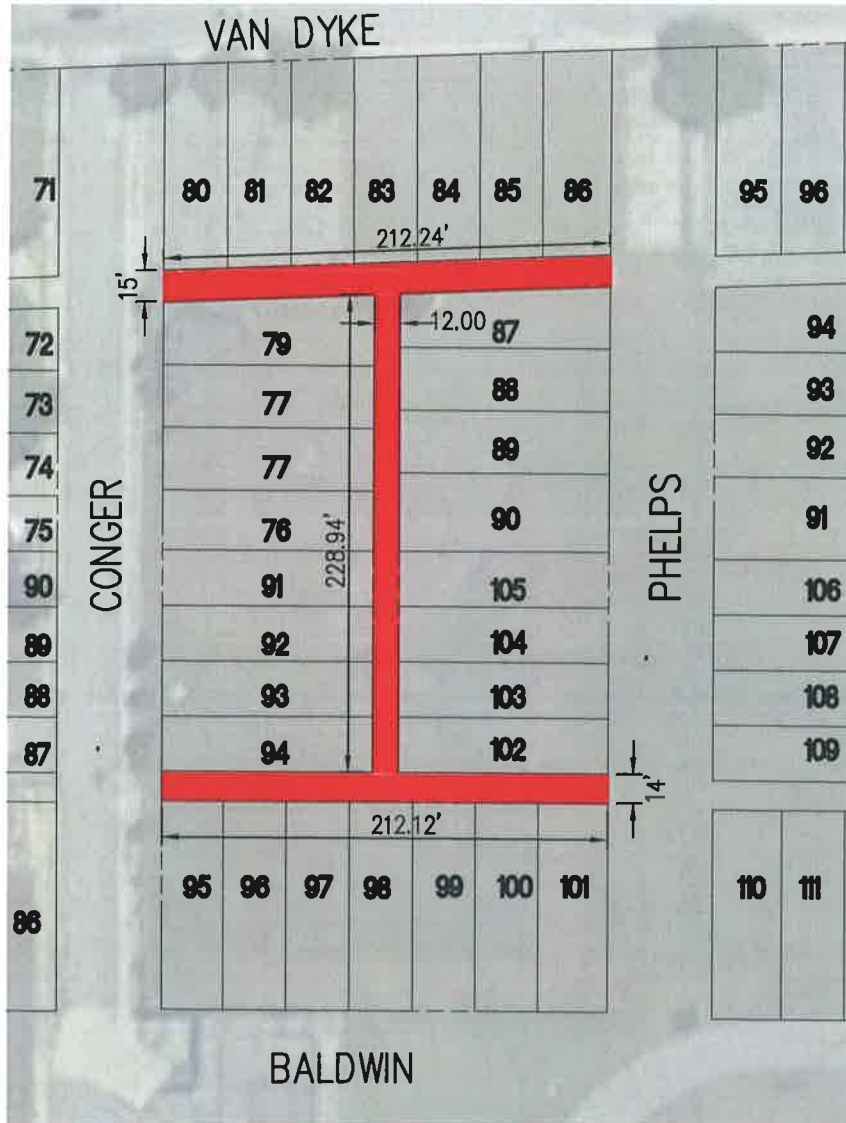 VAN DYKE
71 80 81 82 83 84 85 86 95 96
212.24'
15'
12.00
72 79 87 94
73 77 88 93
74 77 89 92
75 76 90 91
228.94'
CONGER
PHELPS
90 91 105 106
89 92 104 107
88 93 103 108
87 94 102 109
14'
212.12'
86 95 96 97 98 99 100 101 110 111
BALDWIN